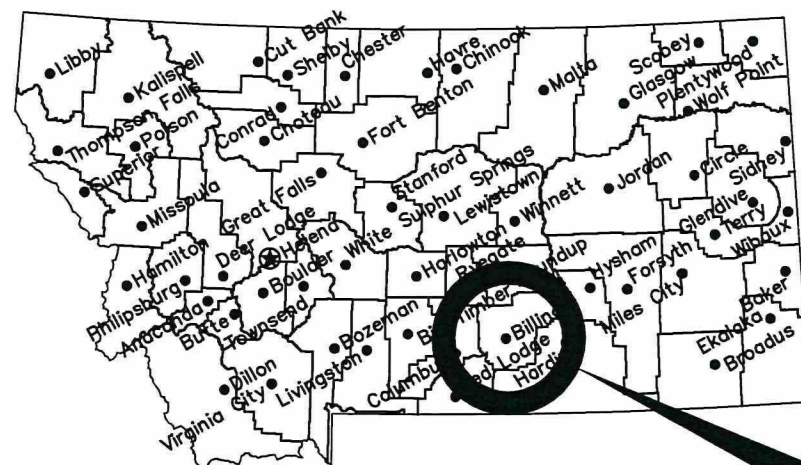 Libby
Kalispell
Cut Bank
Shelby
Chester
Havre
Chinook
Malta
Scobey
Glasgow
Plentywood
Wolf Point
Thompson Falls
Polson
Superior
Conrad
Choteau
Fort Benton
Missoula
Great Falls
Stanford
Lewistown
Winnett
Jordan
Circle
Sidney
Glendive
Terry
Wibaux
Hamilton
Philipsburg
Deer Lodge
Helena
Boulder
White Sulphur Springs
Harlowton
Hysham
Forsyth
Miles City
Baker
Ekalaka
Broadus
Anaconda
Butte
Townsend
Bozeman
Livingston
Dillon
Virginia City